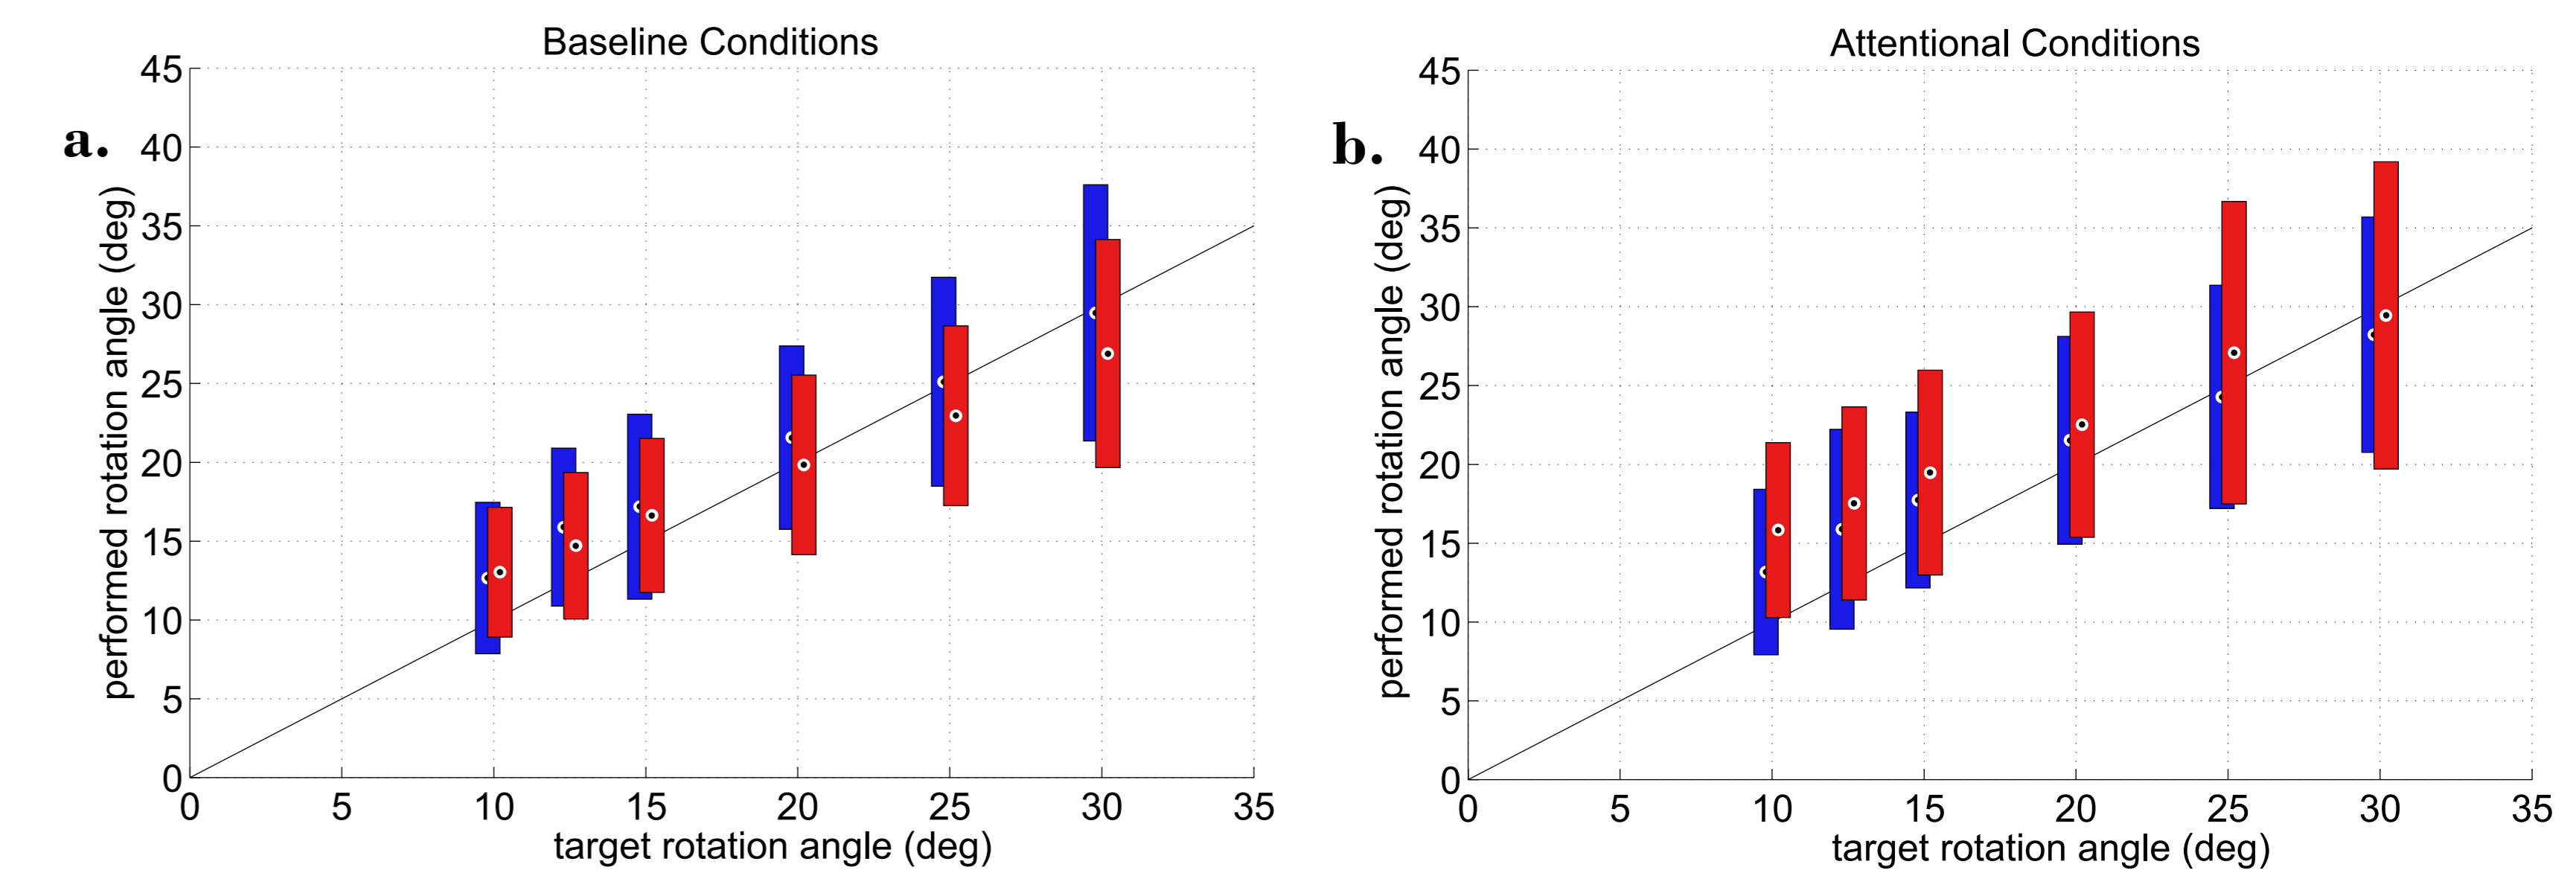 Baseline Conditions
a.
performed rotation angle (deg)
45
40
35
30
25
20
15
10
5
0
0 5 10 15 20 25 30 35
target rotation angle (deg)
Attentional Conditions
b.
performed rotation angle (deg)
45
40
35
30
25
20
15
10
5
0
0 5 10 15 20 25 30 35
target rotation angle (deg)